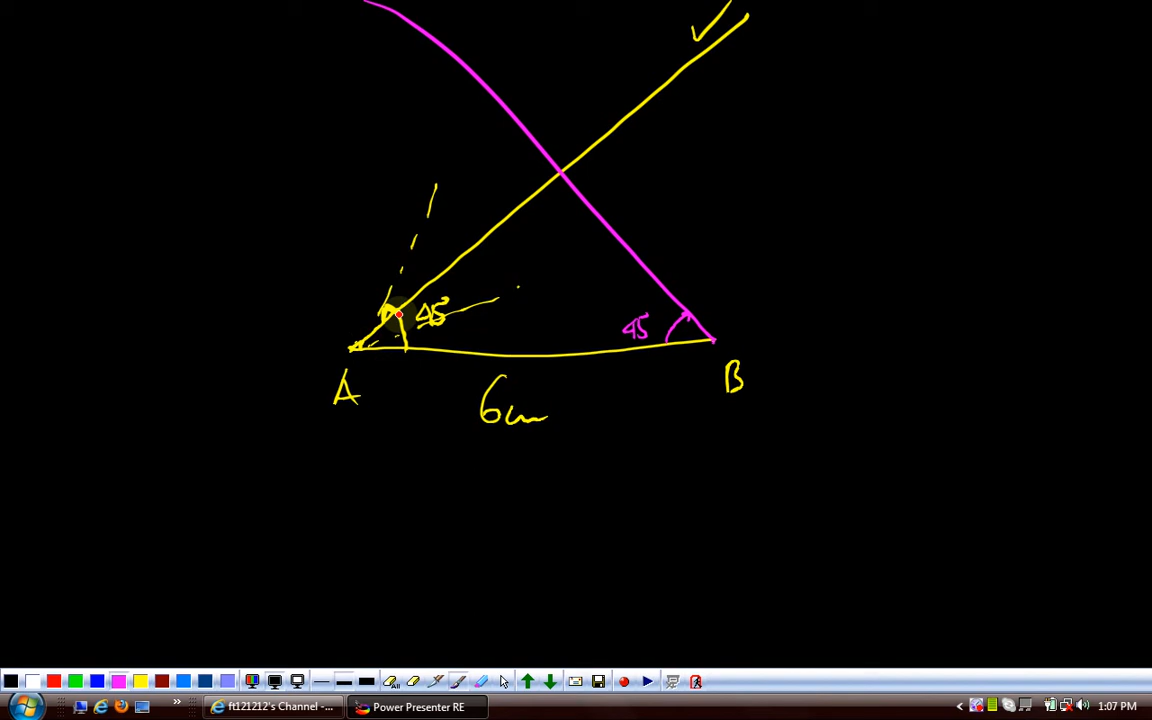 45
45
A
B
6cm
ft121212's Channel -...
Power Presenter RE
1:07 PM